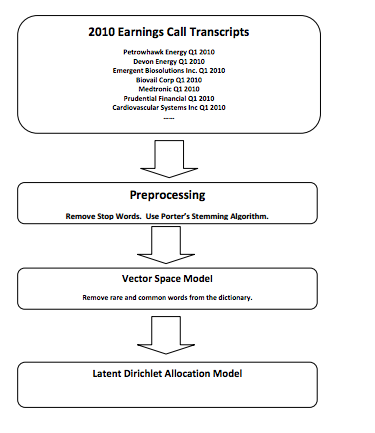 2010 Earnings Call Transcripts
Petrowhawk Energy Q1 2010
Devon Energy Q1 2010
Emergent Biosolutions Inc. Q1 2010
Biovail Corp Q1 2010
Medtronic Q1 2010
Prudential Financial Q1 2010
Cardiovascular Systems Inc Q1 2010
......
Preprocessing
Remove Stop Words. Use Porter's Stemming Algorithm.
Vector Space Model
Remove rare and common words from the dictionary.
Latent Dirichlet Allocation Model